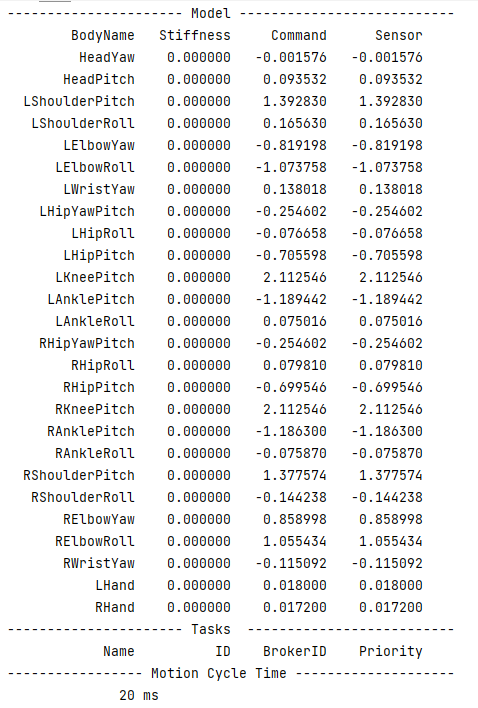 ---------------------- Model ---------------------------
BodyName Stiffness Command Sensor
HeadYaw 0.000000 -0.001576 -0.001576
HeadPitch 0.000000 0.093532 0.093532
LShoulderPitch 0.000000 1.392830 1.392830
LShoulderRoll 0.000000 0.165630 0.165630
LElbowYaw 0.000000 -0.819198 -0.819198
LElbowRoll 0.000000 -1.073758 -1.073758
LWristYaw 0.000000 0.138018 0.138018
LHipYawPitch 0.000000 -0.254602 -0.254602
LHipRoll 0.000000 -0.076658 -0.076658
LHipPitch 0.000000 -0.705598 -0.705598
LKneePitch 0.000000 2.112546 2.112546
LAnklePitch 0.000000 -1.189442 -1.189442
LAnkleRoll 0.000000 0.075016 0.075016
RHipYawPitch 0.000000 -0.254602 -0.254602
RHipRoll 0.000000 0.079810 0.079810
RHipPitch 0.000000 -0.699546 -0.699546
RKneePitch 0.000000 2.112546 2.112546
RAnklePitch 0.000000 -1.186300 -1.186300
RAnkleRoll 0.000000 -0.075870 -0.075870
RShoulderPitch 0.000000 1.377574 1.377574
RShoulderRoll 0.000000 -0.144238 -0.144238
RElbowYaw 0.000000 0.858998 0.858998
RElbowRoll 0.000000 1.055434 1.055434
RWristYaw 0.000000 -0.115092 -0.115092
LHand 0.000000 0.018000 0.018000
RHand 0.000000 0.017200 0.017200
---------------------- Tasks --------------------------
Name ID BrokerID Priority
----------------- Motion Cycle Time --------------------
20 ms